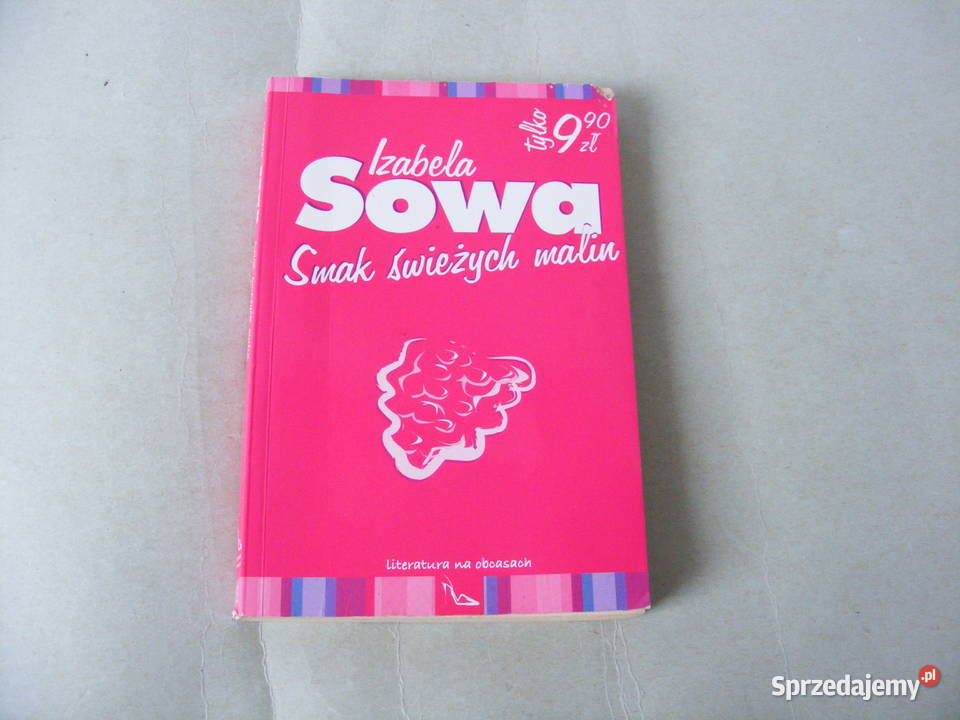 tylko 9 90 zł
Izabela
Sowa
Smak świeżych malin
literatura na obcasach
Sprzedajemy.pl